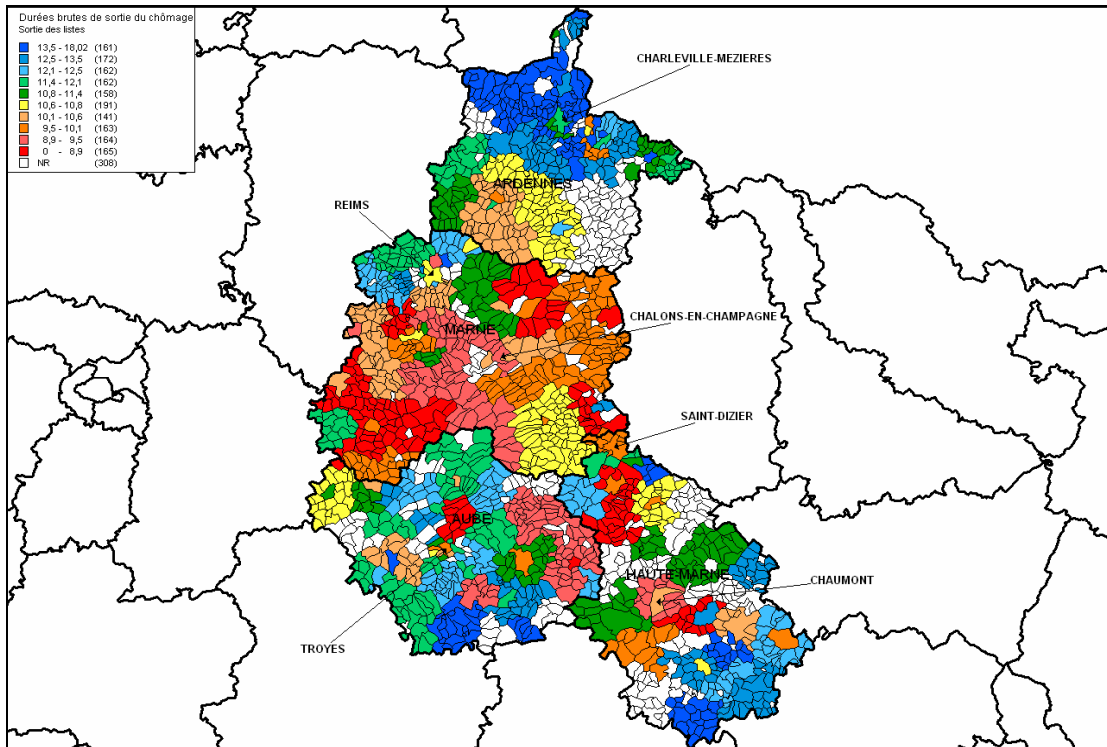 Durées brutes de sortie du chômage
Sortie des listes
13,5 - 18,02 (161)
12,5 - 13,5 (172)
12,1 - 12,5 (162)
11,4 - 12,1 (162)
10,8 - 11,4 (158)
10,6 - 10,8 (191)
10,1 - 10,6 (141)
9,5 - 10,1 (163)
8,9 - 9,5 (164)
0 - 8,9 (165)
NR (308)
CHARLEVILLE-MEZIERES
ARDENNES
REIMS
CHALONS-EN-CHAMPAGNE
MARNE
SAINT-DIZIER
AUBE
HAUTE-MARNE
CHAUMONT
TROYES